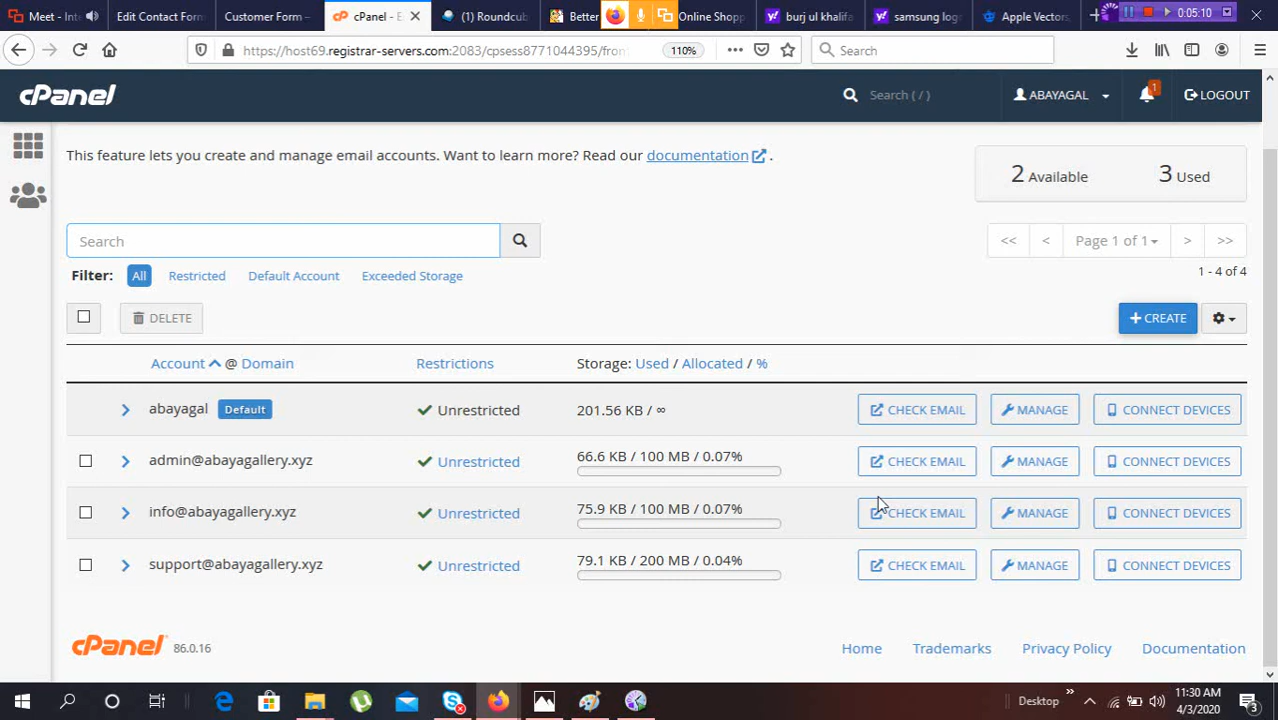 Meet - 
Edit Contact Form
Customer Form –
cPanel - E
(1) Roundcub
Better
Online Shopp
burj ul khalifa
samsung logo
Apple Vectors,
00:05:10
https://host69.registrar-servers.com:2083/cpsess8771044395/fron
110%
Search
cPanel
Search ( / )
ABAYAGAL
1
LOGOUT
This feature lets you create and manage email accounts. Want to learn more? Read our documentation .
2 Available
3 Used
Search
<< < Page 1 of 1 > >>
Filter: All Restricted Default Account Exceeded Storage
1 - 4 of 4
DELETE
+ CREATE
Account @ Domain Restrictions Storage: Used / Allocated / %
abayagal Default Unrestricted 201.56 KB / ∞ CHECK EMAIL MANAGE CONNECT DEVICES
admin@abayagallery.xyz Unrestricted 66.6 KB / 100 MB / 0.07% CHECK EMAIL MANAGE CONNECT DEVICES
info@abayagallery.xyz Unrestricted 75.9 KB / 100 MB / 0.07% CHECK EMAIL MANAGE CONNECT DEVICES
support@abayagallery.xyz Unrestricted 79.1 KB / 200 MB / 0.04% CHECK EMAIL MANAGE CONNECT DEVICES
cPanel 86.0.16
Home Trademarks Privacy Policy Documentation
Desktop
11:30 AM
4/3/2020
3